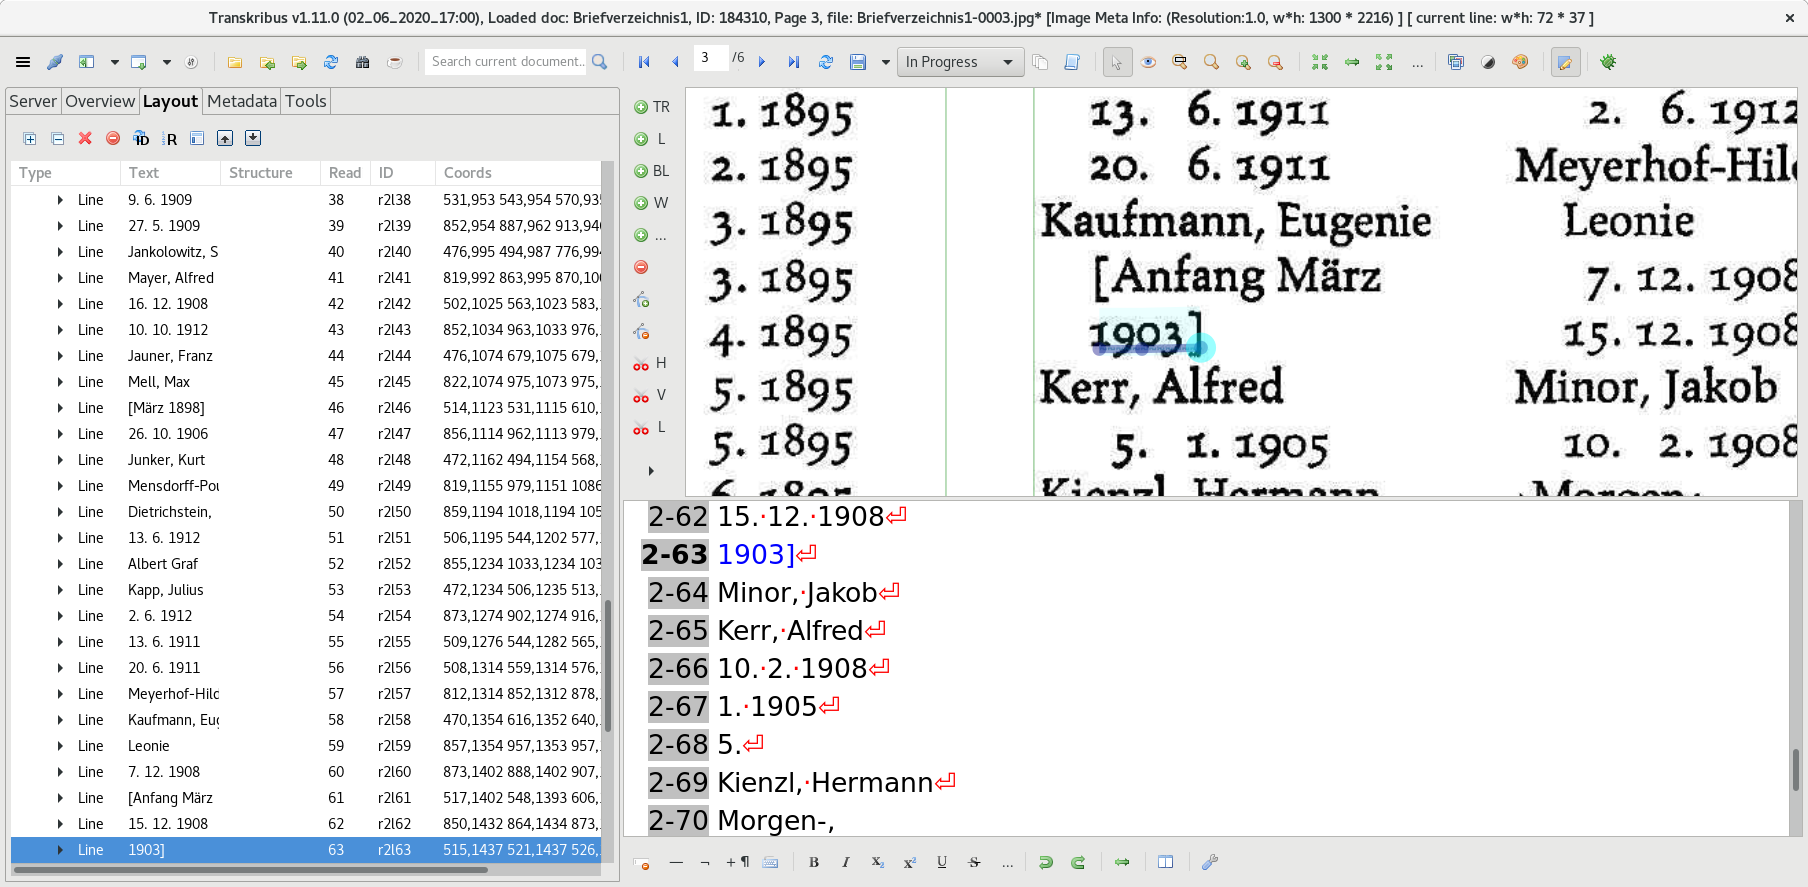 Transkribus v1.11.0 (02_06_2020_17:00), Loaded doc: Briefverzeichnis1, ID: 184310, Page 3, file: Briefverzeichnis1-0003.jpg* [Image Meta Info: (Resolution:1.0, w*h: 1300 * 2216) ] [ current line: w*h: 72 * 37 ]
Search current document... 3 /6 In Progress ...
Server Overview Layout Metadata Tools
ID R
Type Text Structure Read ID Coords
Line 9. 6. 1909 38 r2l38 531,953 543,954 570,935
Line 27. 5. 1909 39 r2l39 852,954 887,962 913,946
Line Jankolowitz, S 40 r2l40 476,995 494,987 776,994
Line Mayer, Alfred 41 r2l41 819,992 863,995 870,100
Line 16. 12. 1908 42 r2l42 502,1025 563,1023 583,
Line 10. 10. 1912 43 r2l43 852,1034 963,1033 976,
Line Jauner, Franz 44 r2l44 476,1074 679,1075 679,
Line Mell, Max 45 r2l45 822,1074 975,1073 975,
Line [März 1898] 46 r2l46 514,1123 531,1115 610,
Line 26. 10. 1906 47 r2l47 856,1114 962,1113 979,
Line Junker, Kurt 48 r2l48 472,1162 494,1154 568,
Line Mensdorff-Pou 49 r2l49 819,1155 979,1151 1086
Line Dietrichstein, 50 r2l50 859,1194 1018,1194 105
Line 13. 6. 1912 51 r2l51 506,1195 544,1202 577,
Line Albert Graf 52 r2l52 855,1234 1033,1234 103
Line Kapp, Julius 53 r2l53 472,1234 506,1235 513,
Line 2. 6. 1912 54 r2l54 873,1274 902,1274 916,
Line 13. 6. 1911 55 r2l55 509,1276 544,1282 565,
Line 20. 6. 1911 56 r2l56 508,1314 559,1314 576,
Line Meyerhof-Hild 57 r2l57 812,1314 852,1312 878,
Line Kaufmann, Eug 58 r2l58 470,1354 616,1352 640,
Line Leonie 59 r2l59 857,1354 957,1353 957,
Line 7. 12. 1908 60 r2l60 873,1402 888,1402 907,
Line [Anfang März 61 r2l61 517,1402 548,1393 606,
Line 15. 12. 1908 62 r2l62 850,1432 864,1434 873,
Line 1903] 63 r2l63 515,1437 521,1437 526,
TR
L
BL
W
...
H
V
L
1. 1895 13. 6. 1911 2. 6. 1912
2. 1895 20. 6. 1911 Meyerhof-Hild
3. 1895 Kaufmann, Eugenie Leonie
3. 1895 [Anfang März 7. 12. 1908
4. 1895 1903] 15. 12. 1908
5. 1895 Kerr, Alfred Minor, Jakob
5. 1895 5. 1. 1905 10. 2. 1908
6. 1895 Kienzl, Hermann Morgen-,
2-62 15.·12.·1908⏎
2-63 1903]⏎
2-64 Minor,·Jakob⏎
2-65 Kerr,·Alfred⏎
2-66 10.·2.·1908⏎
2-67 1.·1905⏎
2-68 5.⏎
2-69 Kienzl,·Hermann⏎
2-70 Morgen-,
— ¬ +¶ B I X₂ x² U S ...